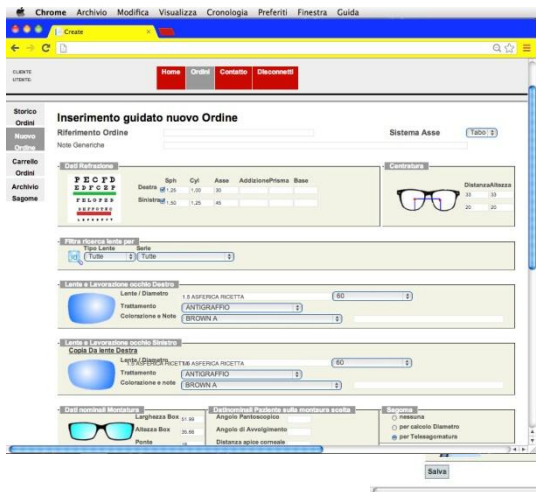 Chrome Archivio Modifica Visualizza Cronologia Preferiti Finestra Guida
Create ×
CLIENTE
UTENTE:
Home Ordini Contatto Disconnetti
Storico Ordini
Nuovo Ordine
Carrello Ordini
Archivio Sagome
Inserimento guidato nuovo Ordine
Riferimento Ordine Sistema Asse Tabo
Note Generiche
Dati Refrazione
P E C F D
E D F C Z P
F E L O P Z D
D E F P O T E C
Sph Cyl Asse Addizione Prisma Base
Destro 1,25 1,00 30
Sinistro 1,50 1,25 45
Centratura
Distanza Altezza
33 33
20 20
Filtra ricerca lente per
Tipo Lente Serie
Tutte Tutte
Lente e Lavorazione occhio Destro
Lente / Diametro 1.5 ASFERICA RICETTA 60
Trattamento ANTIGRAFFIO
Colorazione e Note BROWN A
Lente e Lavorazione occhio Sinistro
Copia Da lente Destra
Lente / Diametro ASFERICA RICETTA 60
Trattamento ANTIGRAFFIO
Colorazione e note BROWN A
Dati nominali Montatura
Larghezza Box
Altezza Box
Ponte
Dati nominali Paziente sulla montaura scelta
Angolo Pantoscopico
Angolo di Avvolgimento
Distanza apice corneale
Sagoma
nessuna
per calcolo Diametro
per Telesagomatura
Salva